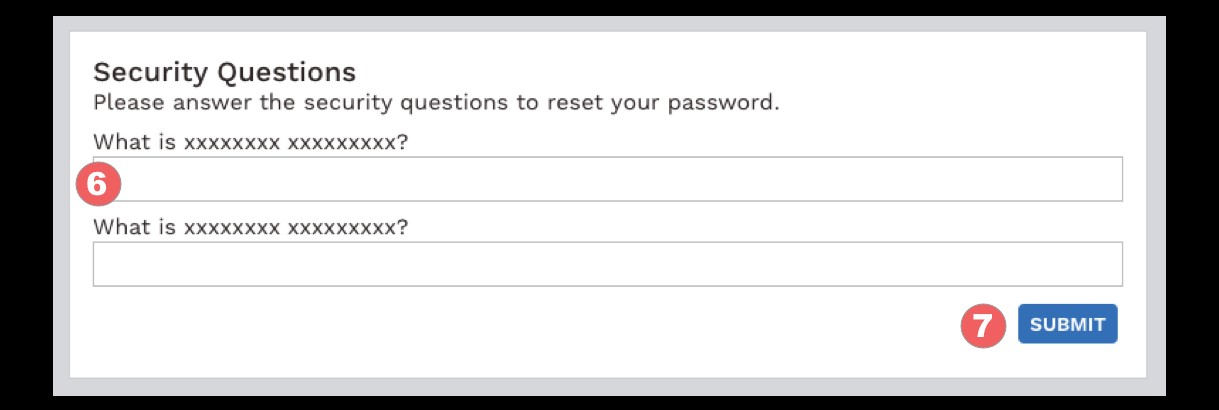 Security Questions
Please answer the security questions to reset your password.
What is xxxxxxxx xxxxxxxxx?
6
What is xxxxxxxx xxxxxxxxx?
7 SUBMIT